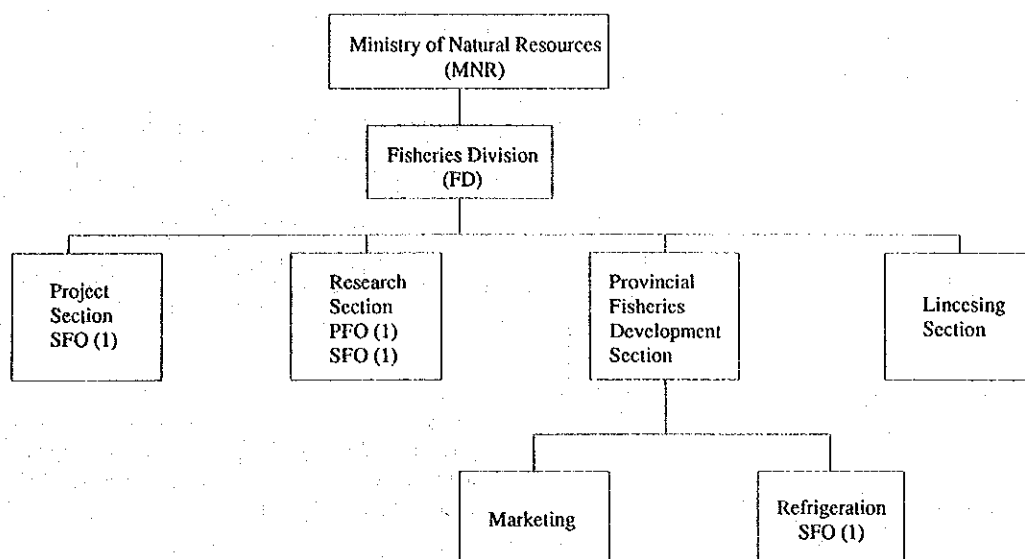 Ministry of Natural Resources
(MNR)
Fisheries Division
(FD)
Project
Section
SFO (1)
Research
Section
PFO (1)
SFO (1)
Provincial
Fisheries
Development
Section
Lincesing
Section
Marketing
Refrigeration
SFO (1)